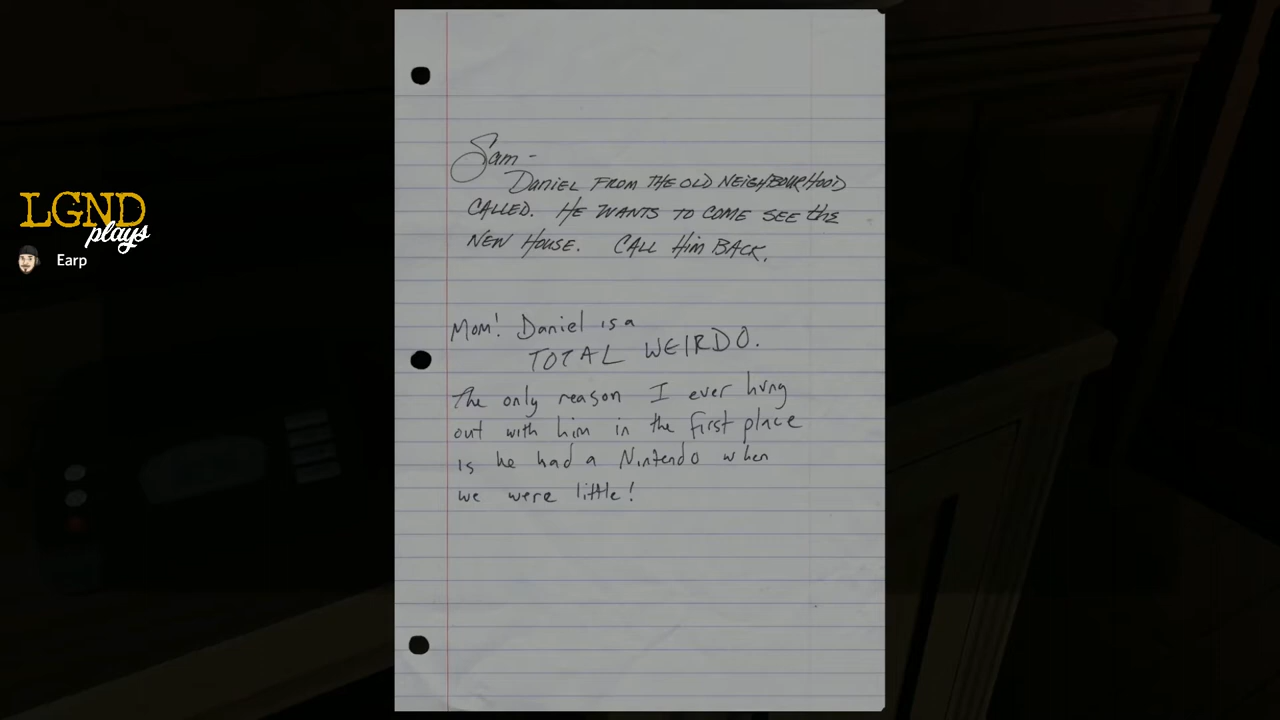 LGND
plays
Earp
Sam-
DANIEL FROM THE OLD NEIGHBOURHOOD
CALLED. HE WANTS TO COME SEE the
NEW HOUSE. CALL HIM BACK.
Mom! Daniel is a
TOTAL WEIRDO.
The only reason I ever hung
out with him in the first place
is he had a Nintendo when
we were little!